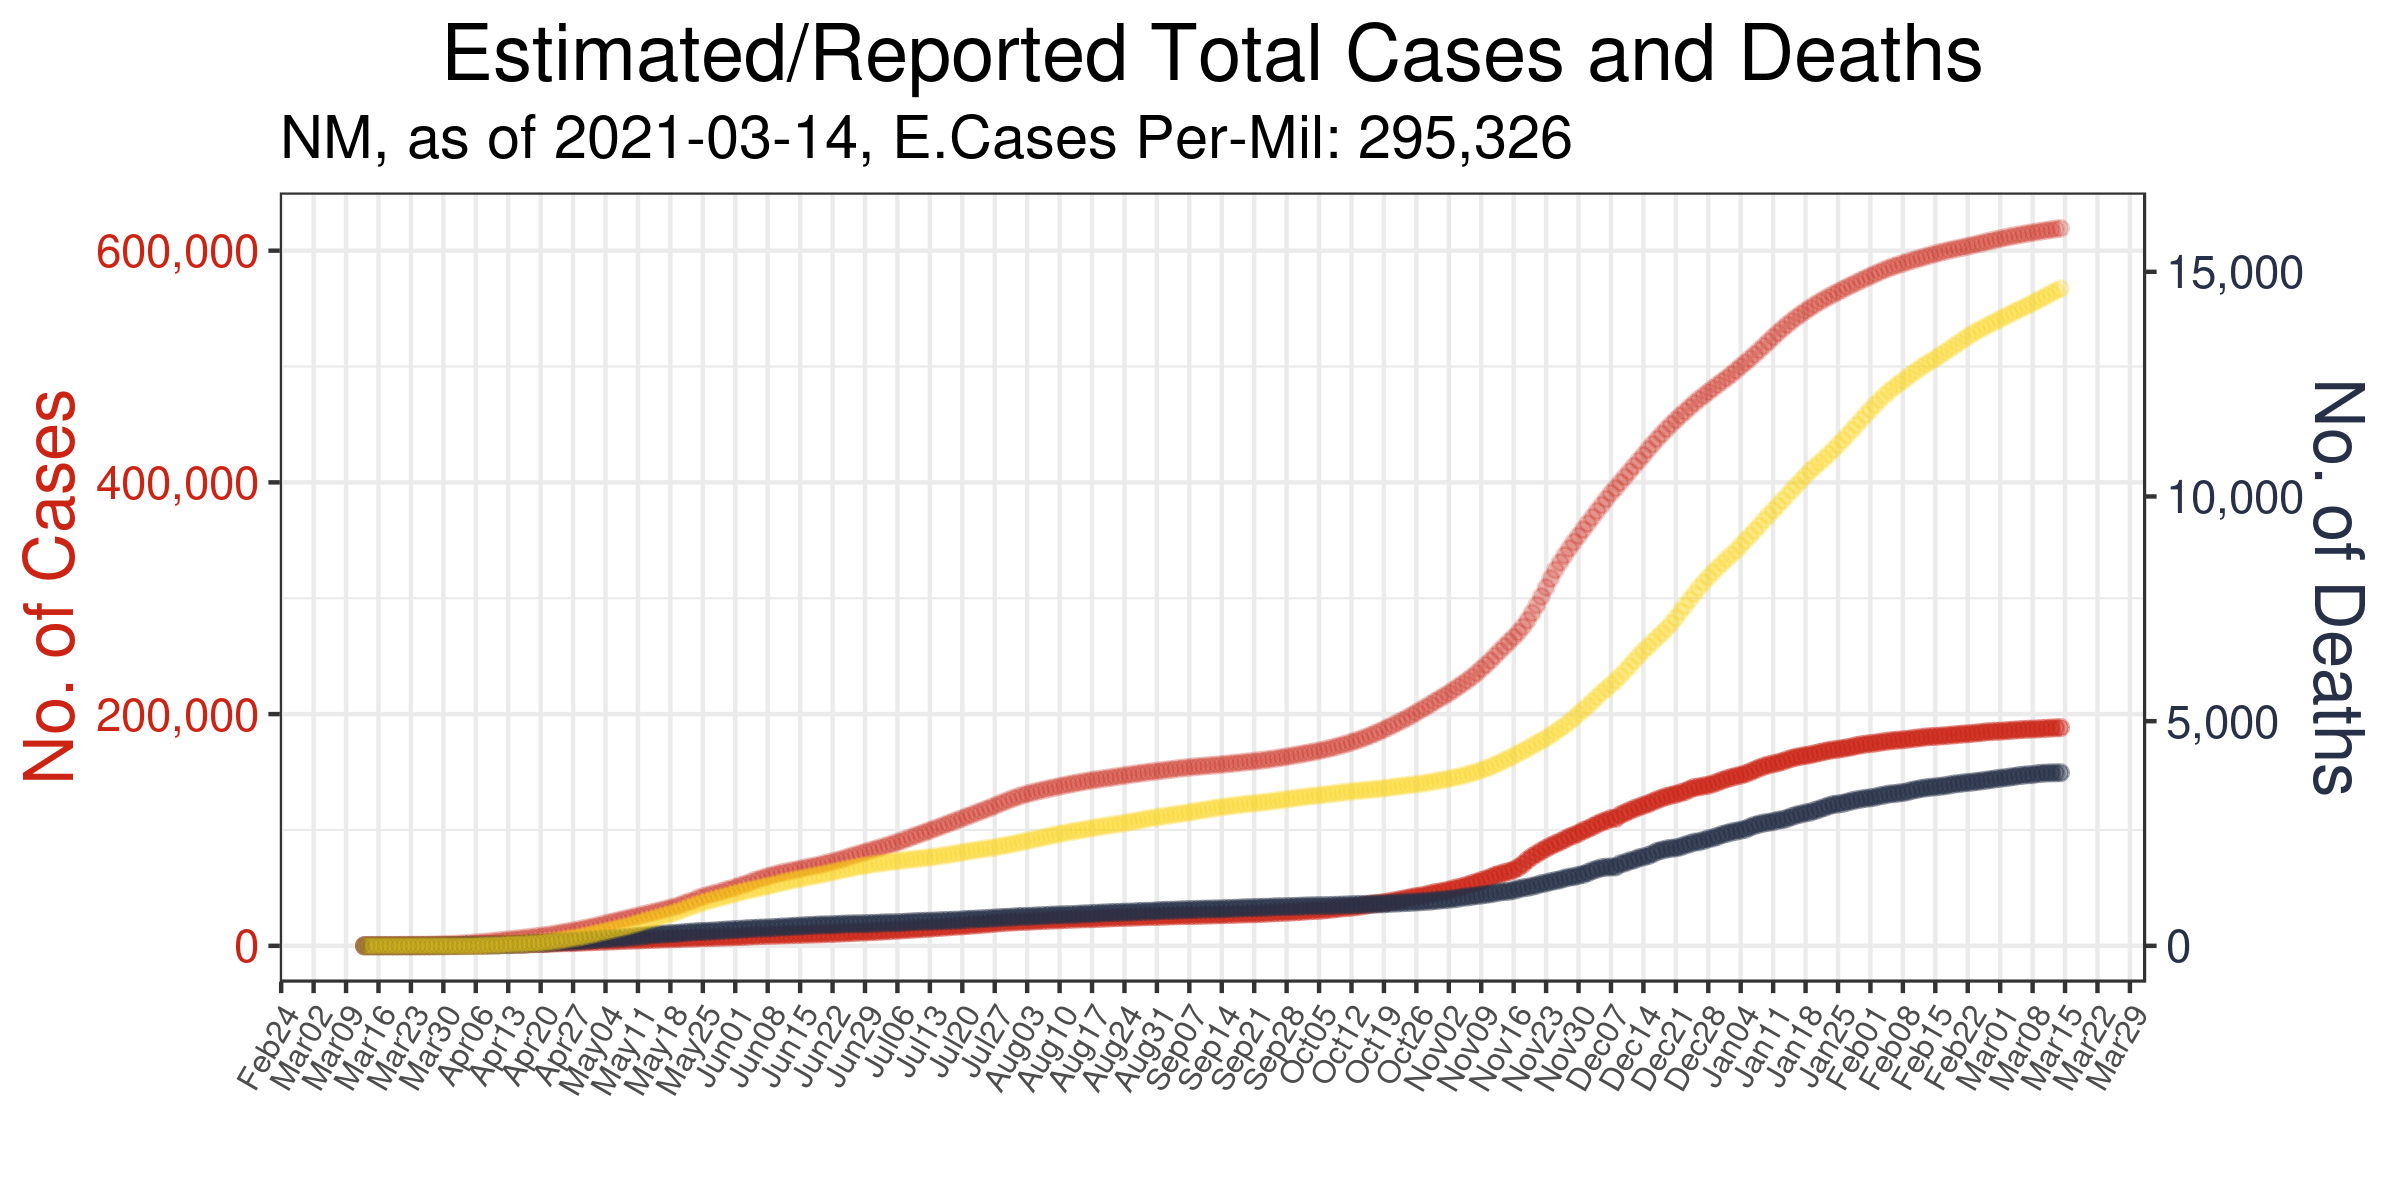 Estimated/Reported Total Cases and Deaths
NM, as of 2021-03-14, E.Cases Per-Mil: 295,326
No. of Cases
600,000
400,000
200,000
0
15,000
10,000
5,000
0
No. of Deaths
Feb24
Mar02
Mar09
Mar16
Mar23
Mar30
Apr06
Apr13
Apr20
Apr27
May04
May11
May18
May25
Jun01
Jun08
Jun15
Jun22
Jun29
Jul06
Jul13
Jul20
Jul27
Aug03
Aug10
Aug17
Aug24
Aug31
Sep07
Sep14
Sep21
Sep28
Oct05
Oct12
Oct19
Oct26
Nov02
Nov09
Nov16
Nov23
Nov30
Dec07
Dec14
Dec21
Dec28
Jan04
Jan11
Jan18
Jan25
Feb01
Feb08
Feb15
Feb22
Mar01
Mar08
Mar15
Mar22
Mar29